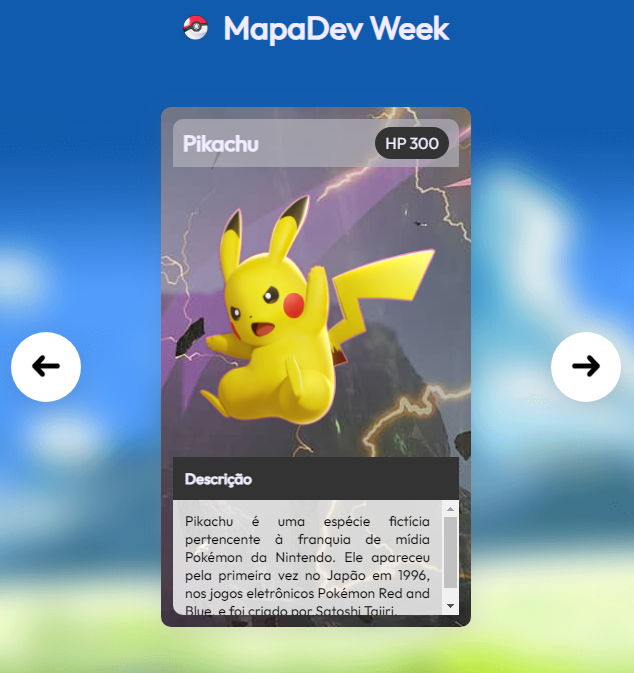 MapaDev Week
Pikachu
HP 300
Descrição
Pikachu é uma espécie fictícia
pertencente à franquia de mídia
Pokémon da Nintendo. Ele apareceu
pela primeira vez no Japão em 1996,
nos jogos eletrônicos Pokémon Red and
Blue, e foi criado por Satoshi Tajiri.